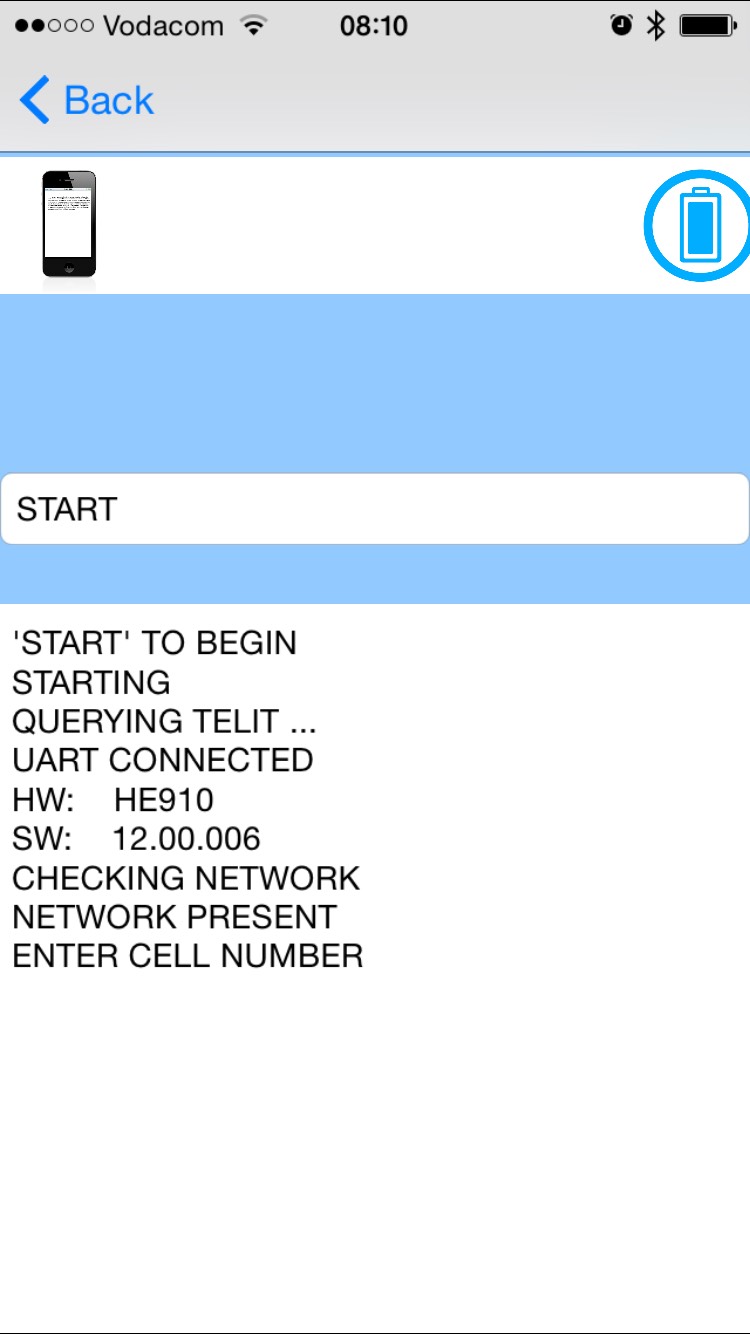 Vodacom 08:10
Back
START
'START' TO BEGIN
STARTING
QUERYING TELIT ...
UART CONNECTED
HW: HE910
SW: 12.00.006
CHECKING NETWORK
NETWORK PRESENT
ENTER CELL NUMBER